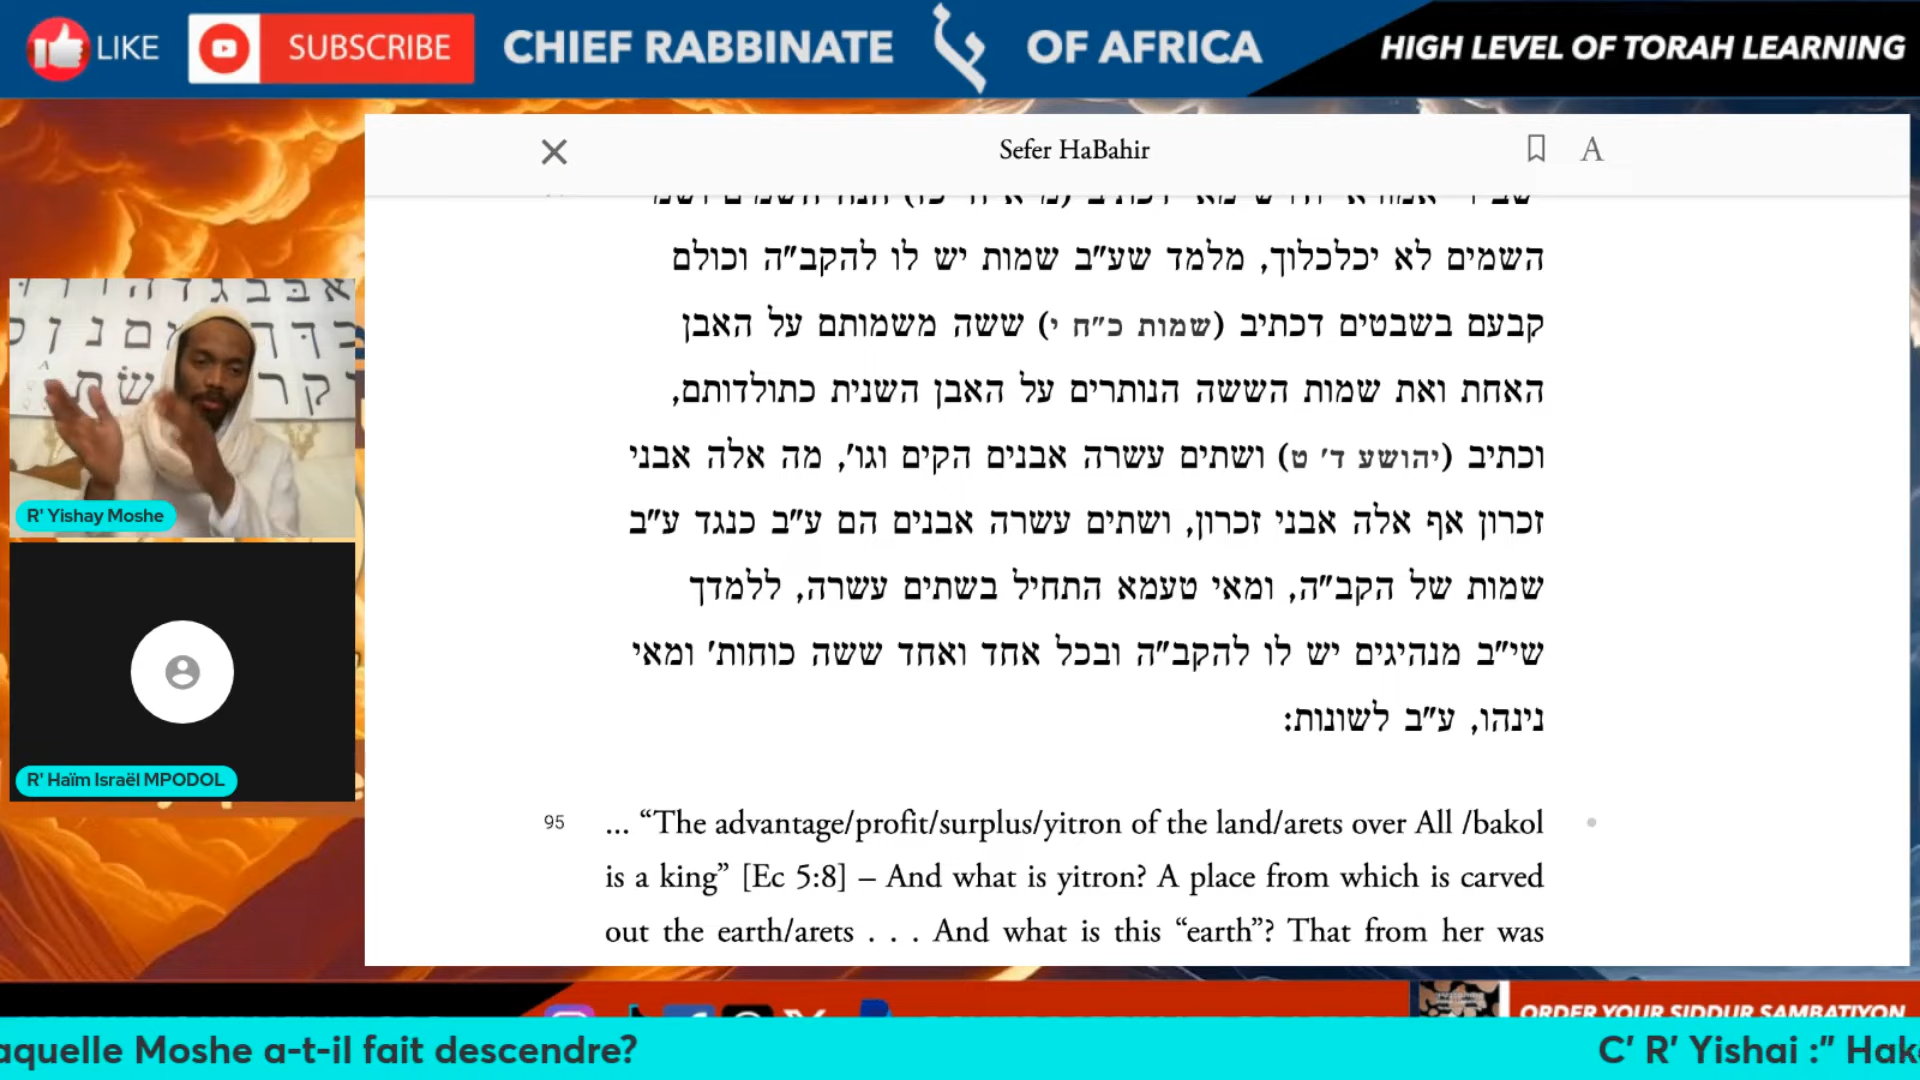 LIKE
SUBSCRIBE
CHIEF RABBINATE OF AFRICA
HIGH LEVEL OF TORAH LEARNING
Sefer HaBahir
A
השמים לא יכלכלוך, מלמד שע"ב שמות יש לו להקב"ה וכולם
קבעם בשבטים דכתיב (שמות כ"ח י) ששה משמותם על האבן
האחת ואת שמות הששה הנותרים על האבן השנית כתולדותם,
וכתיב (יהושע ד' ט) ושתים עשרה אבנים הקים וגו', מה אלה אבני
זכרון אף אלה אבני זכרון, ושתים עשרה אבנים הם ע"ב כנגד ע"ב
שמות של הקב"ה, ומאי טעמא התחיל בשתים עשרה, ללמדך
שי"ב מנהיגים יש לו להקב"ה ובכל אחד ואחד ששה כוחות' ומאי
נינהו, ע"ב לשונות:
95
... “The advantage/profit/surplus/yitron of the land/arets over All /bakol
is a king” [Ec 5:8] – And what is yitron? A place from which is carved
out the earth/arets . . . And what is this “earth”? That from her was
R' Yishay Moshe
R' Haïm Israël MPODOL
ORDER YOUR SIDDUR SAMBATIYON
aquelle Moshe a-t-il fait descendre?
C' R' Yishai :" Hak